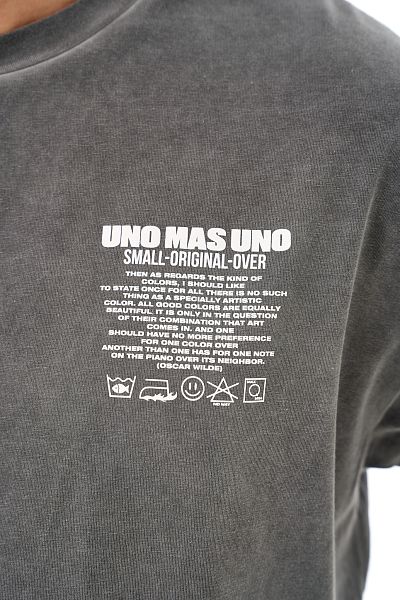 UNO MAS UNO
SMALL-ORIGINAL-OVER
THEN AS REGARDS THE KIND OF
COLORS, I SHOULD LIKE
TO STATE ONCE FOR ALL THERE IS NO SUCH
THING AS A SPECIALLY ARTISTIC
COLOR. ALL GOOD COLORS ARE EQUALLY
BEAUTIFUL; IT IS ONLY IN THE QUESTION
OF THEIR COMBINATION THAT ART
COMES IN. AND ONE
SHOULD HAVE NO MORE PREFERENCE
FOR ONE COLOR OVER
ANOTHER THAN ONE HAS FOR ONE NOTE
ON THE PIANO OVER ITS NEIGHBOR.
(OSCAR WILDE)
NO WAY